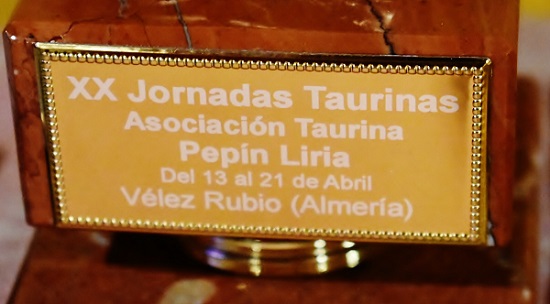 XX Jornadas Taurinas
Asociación Taurina
Pepín Liria
Del 13 al 21 de Abril
Vélez Rubio (Almería)